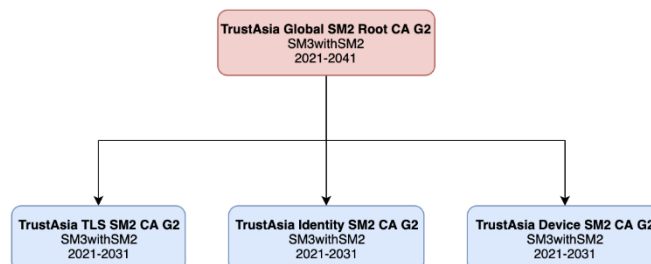 TrustAsia Global SM2 Root CA G2
SM3withSM2
2021-2041
TrustAsia TLS SM2 CA G2
SM3withSM2
2021-2031
TrustAsia Identity SM2 CA G2
SM3withSM2
2021-2031
TrustAsia Device SM2 CA G2
SM3withSM2
2021-2031